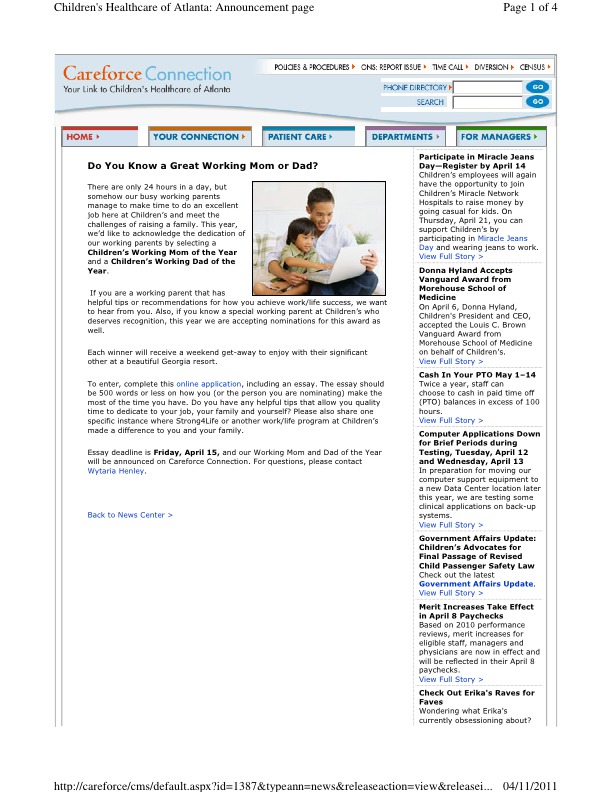 Children's Healthcare of Atlanta: Announcement page
Page 1 of 4
Careforce Connection
Your Link to Children's Healthcare of Atlanta
POLICIES & PROCEDURES
ONS: REPORT ISSUE
TIME CALL
DIVERSION
CENSUS
PHONE DIRECTORY
GO
SEARCH
GO
HOME
YOUR CONNECTION
PATIENT CARE
DEPARTMENTS
FOR MANAGERS
Do You Know a Great Working Mom or Dad?
There are only 24 hours in a day, but
somehow our busy working parents
manage to make time to do an excellent
job here at Children's and meet the
challenges of raising a family. This year,
we'd like to acknowledge the dedication of
our working parents by selecting a
Children's Working Mom of the Year
and a Children's Working Dad of the
Year.
If you are a working parent that has
helpful tips or recommendations for how you achieve work/life success, we want
to hear from you. Also, if you know a special working parent at Children's who
deserves recognition, this year we are accepting nominations for this award as
well.
Each winner will receive a weekend get-away to enjoy with their significant
other at a beautiful Georgia resort.
To enter, complete this online application, including an essay. The essay should
be 500 words or less on how you (or the person you are nominating) make the
most of the time you have. Do you have any helpful tips that allow you quality
time to dedicate to your job, your family and yourself? Please also share one
specific instance where Strong4Life or another work/life program at Children's
made a difference to you and your family.
Essay deadline is Friday, April 15, and our Working Mom and Dad of the Year
will be announced on Careforce Connection. For questions, please contact
Wytaria Henley.
Back to News Center >
Participate in Miracle Jeans
Day—Register by April 14
Children's employees will again
have the opportunity to join
Children's Miracle Network
Hospitals to raise money by
going casual for kids. On
Thursday, April 21, you can
support Children's by
participating in Miracle Jeans
Day and wearing jeans to work.
View Full Story >
Donna Hyland Accepts
Vanguard Award from
Morehouse School of
Medicine
On April 6, Donna Hyland,
Children's President and CEO,
accepted the Louis C. Brown
Vanguard Award from
Morehouse School of Medicine
on behalf of Children's.
View Full Story >
Cash In Your PTO May 1–14
Twice a year, staff can
choose to cash in paid time off
(PTO) balances in excess of 100
hours.
View Full Story >
Computer Applications Down
for Brief Periods during
Testing, Tuesday, April 12
and Wednesday, April 13
In preparation for moving our
computer support equipment to
a new Data Center location later
this year, we are testing some
clinical applications on back-up
systems.
View Full Story >
Government Affairs Update:
Children's Advocates for
Final Passage of Revised
Child Passenger Safety Law
Check out the latest
Government Affairs Update.
View Full Story >
Merit Increases Take Effect
in April 8 Paychecks
Based on 2010 performance
reviews, merit increases for
eligible staff, managers and
physicians are now in effect and
will be reflected in their April 8
paychecks.
View Full Story >
Check Out Erika's Raves for
Faves
Wondering what Erika's
currently obsessioning about?
http://careforce/cms/default.aspx?id=1387&typeann=news&releaseaction=view&releasei...
04/11/2011